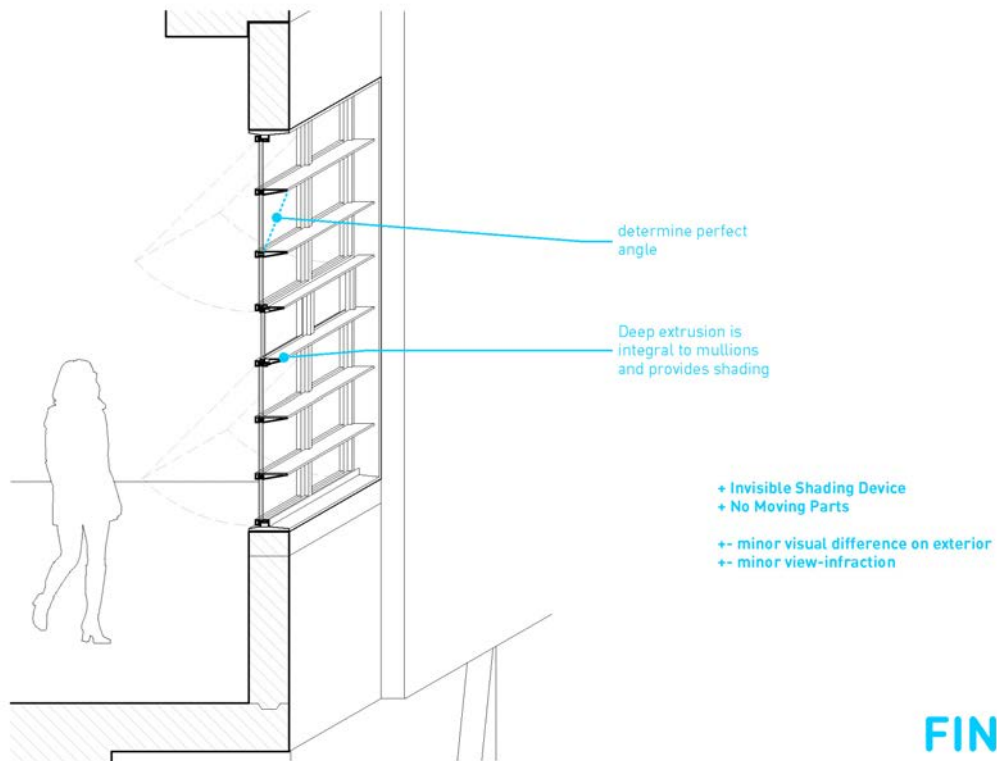 determine perfect
angle
Deep extrusion is
integral to mullions
and provides shading
+ Invisible Shading Device
+ No Moving Parts
+- minor visual difference on exterior
+- minor view-infraction
FIN